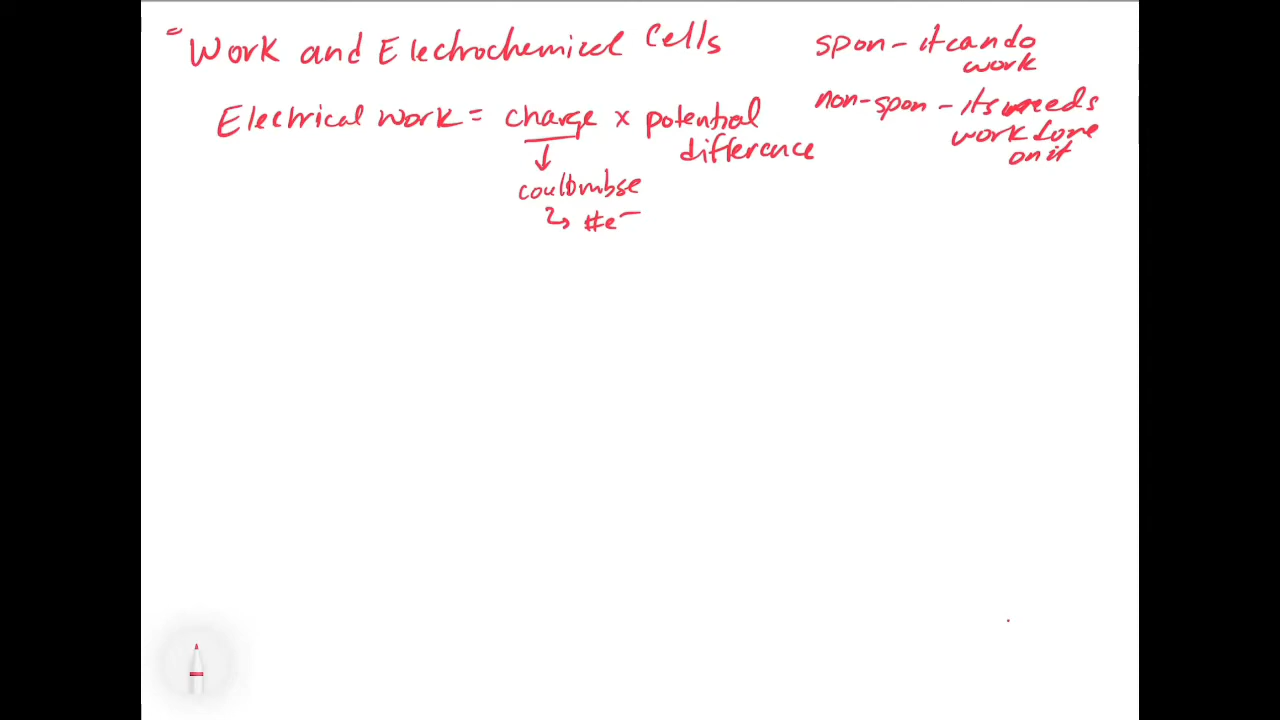 Work and Electrochemical Cells
Electrical work = charge x potential
difference
↓
coulombse
↳ #e⁻
spon - it can do
work
non-spon - its needs
work done
on it